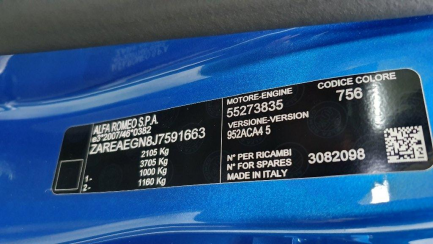 ALFA ROMEO S.P.A.
e3*2007/46*0382
ZAREAEGN8J7591663
2105 Kg
3705 Kg
1- 1000 Kg
2- 1160 Kg
MOTORE-ENGINE
55273835
VERSIONE-VERSION
952ACA4 5
N° PER RICAMBI
N° FOR SPARES 3082098
MADE IN ITALY
CODICE COLORE
756